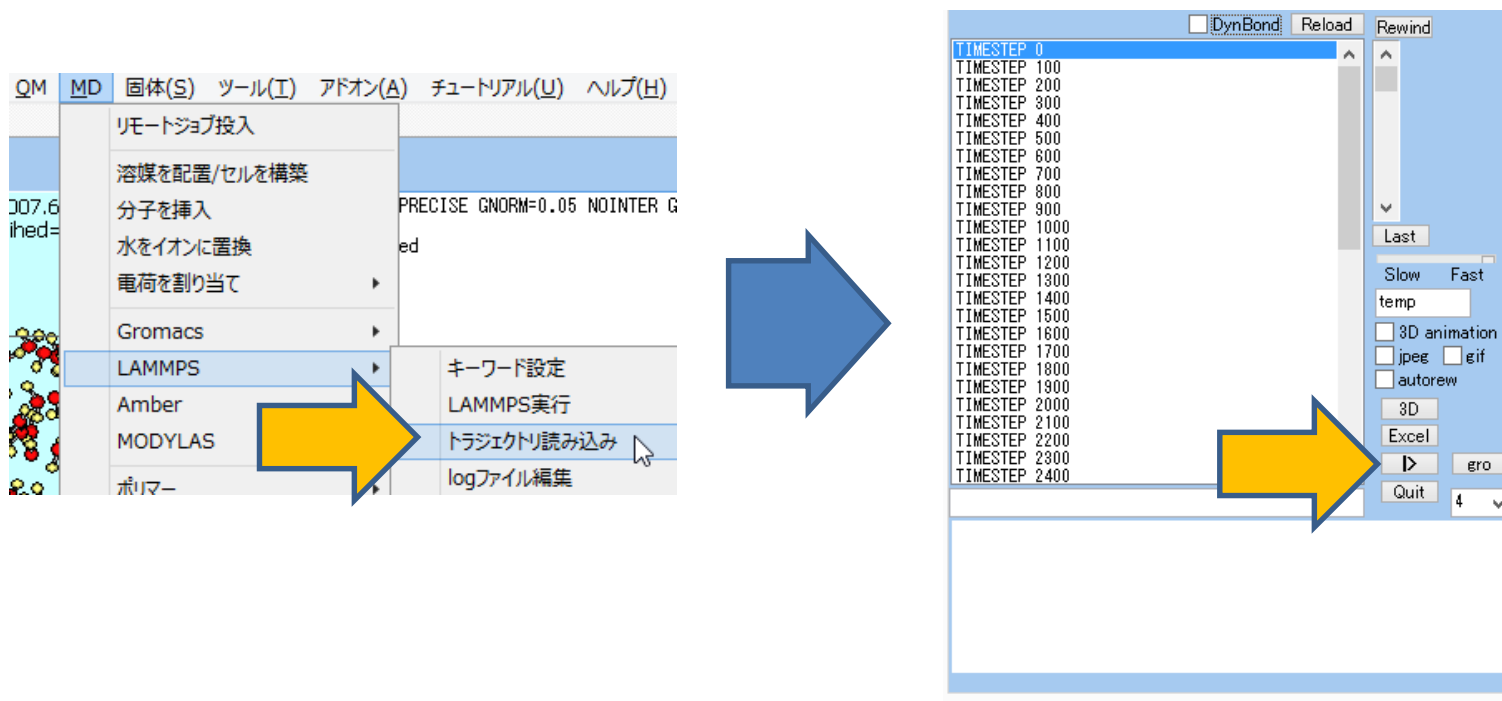 QM MD 固体(S) ツール(T) アドオン(A) チュートリアル(U) ヘルプ(H)
リモートジョブ投入
溶媒を配置/セルを構築
分子を挿入
水をイオンに置換
電荷を割り当て
Gromacs
LAMMPS
Amber
MODYLAS
ポリマー
007.6
ihed=
PRECISE GNORM=0.05 NOINTER G
ed
キーワード設定
LAMMPS実行
トラジェクトリ読み込み
logファイル編集
DynBond Reload Rewind
TIMESTEP 0
TIMESTEP 100
TIMESTEP 200
TIMESTEP 300
TIMESTEP 400
TIMESTEP 500
TIMESTEP 600
TIMESTEP 700
TIMESTEP 800
TIMESTEP 900
TIMESTEP 1000
TIMESTEP 1100
TIMESTEP 1200
TIMESTEP 1300
TIMESTEP 1400
TIMESTEP 1500
TIMESTEP 1600
TIMESTEP 1700
TIMESTEP 1800
TIMESTEP 1900
TIMESTEP 2000
TIMESTEP 2100
TIMESTEP 2200
TIMESTEP 2300
TIMESTEP 2400
Last
Slow Fast
temp
3D animation
jpeg gif
autorew
3D
Excel
|> gro
Quit 4